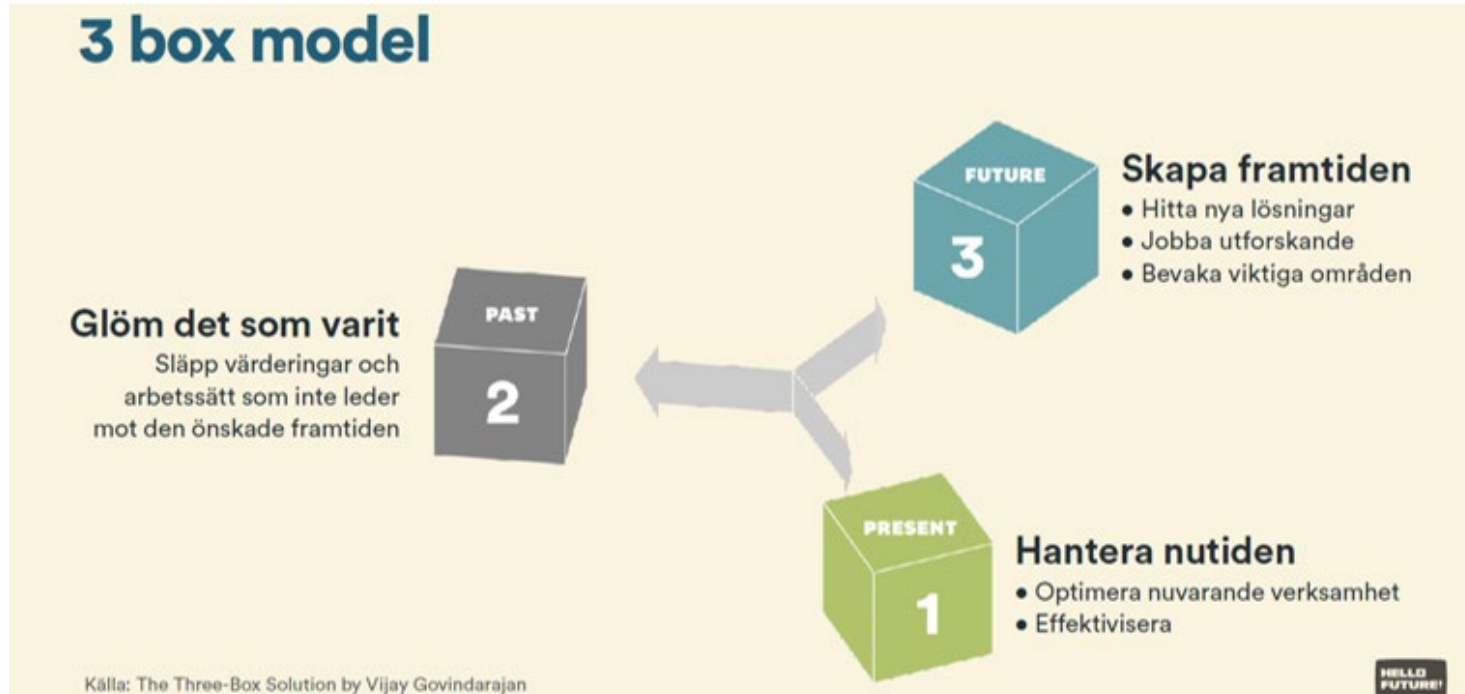 3 box model
FUTURE
3
Skapa framtiden
• Hitta nya lösningar
• Jobba utforskande
• Bevaka viktiga områden
Glöm det som varit
Släpp värderingar och
arbetssätt som inte leder
mot den önskade framtiden
PAST
2
PRESENT
1
Hantera nutiden
• Optimera nuvarande verksamhet
• Effektivisera
Källa: The Three-Box Solution by Vijay Govindarajan
HELLO
FUTURE!